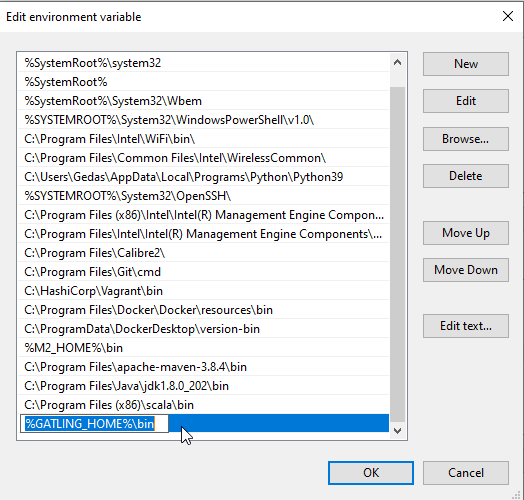 Edit environment variable
%SystemRoot%\system32
%SystemRoot%
%SystemRoot%\System32\Wbem
%SYSTEMROOT%\System32\WindowsPowerShell\v1.0\
C:\Program Files\Intel\WiFi\bin\
C:\Program Files\Common Files\Intel\WirelessCommon\
C:\Users\Gedas\AppData\Local\Programs\Python\Python39
%SYSTEMROOT%\System32\OpenSSH\
C:\Program Files (x86)\Intel\Intel(R) Management Engine Compon...
C:\Program Files\Intel\Intel(R) Management Engine Components\...
C:\Program Files\Calibre2\
C:\Program Files\Git\cmd
C:\HashiCorp\Vagrant\bin
C:\Program Files\Docker\Docker\resources\bin
C:\ProgramData\DockerDesktop\version-bin
%M2_HOME%\bin
C:\Program Files\apache-maven-3.8.4\bin
C:\Program Files\Java\jdk1.8.0_202\bin
C:\Program Files (x86)\scala\bin
%GATLING_HOME%\bin
New
Edit
Browse...
Delete
Move Up
Move Down
Edit text...
OK
Cancel